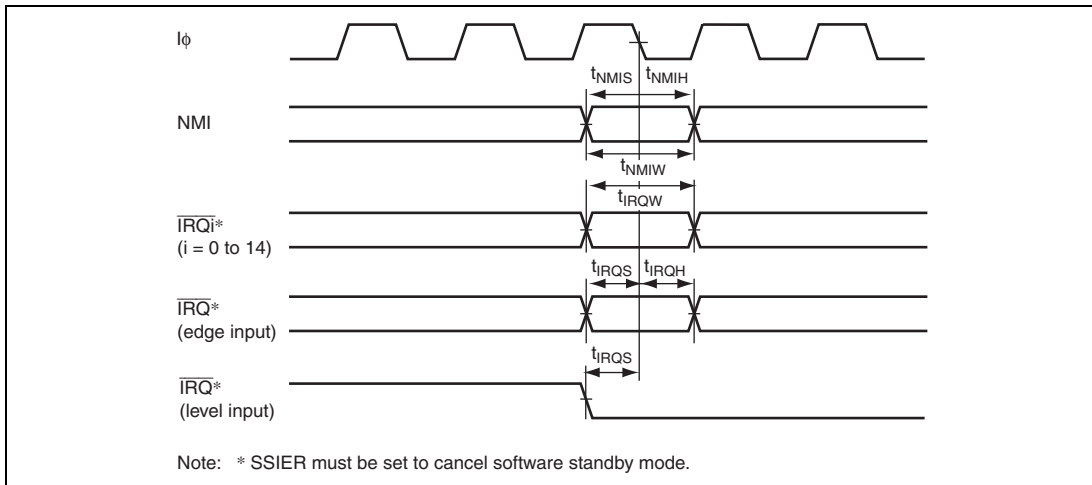 Iϕ
tNMIS tNMIH
NMI
tNMIW
tIRQW
IRQi*
(i = 0 to 14)
tIRQS tIRQH
IRQ*
(edge input)
tIRQS
IRQ*
(level input)
Note: * SSIER must be set to cancel software standby mode.